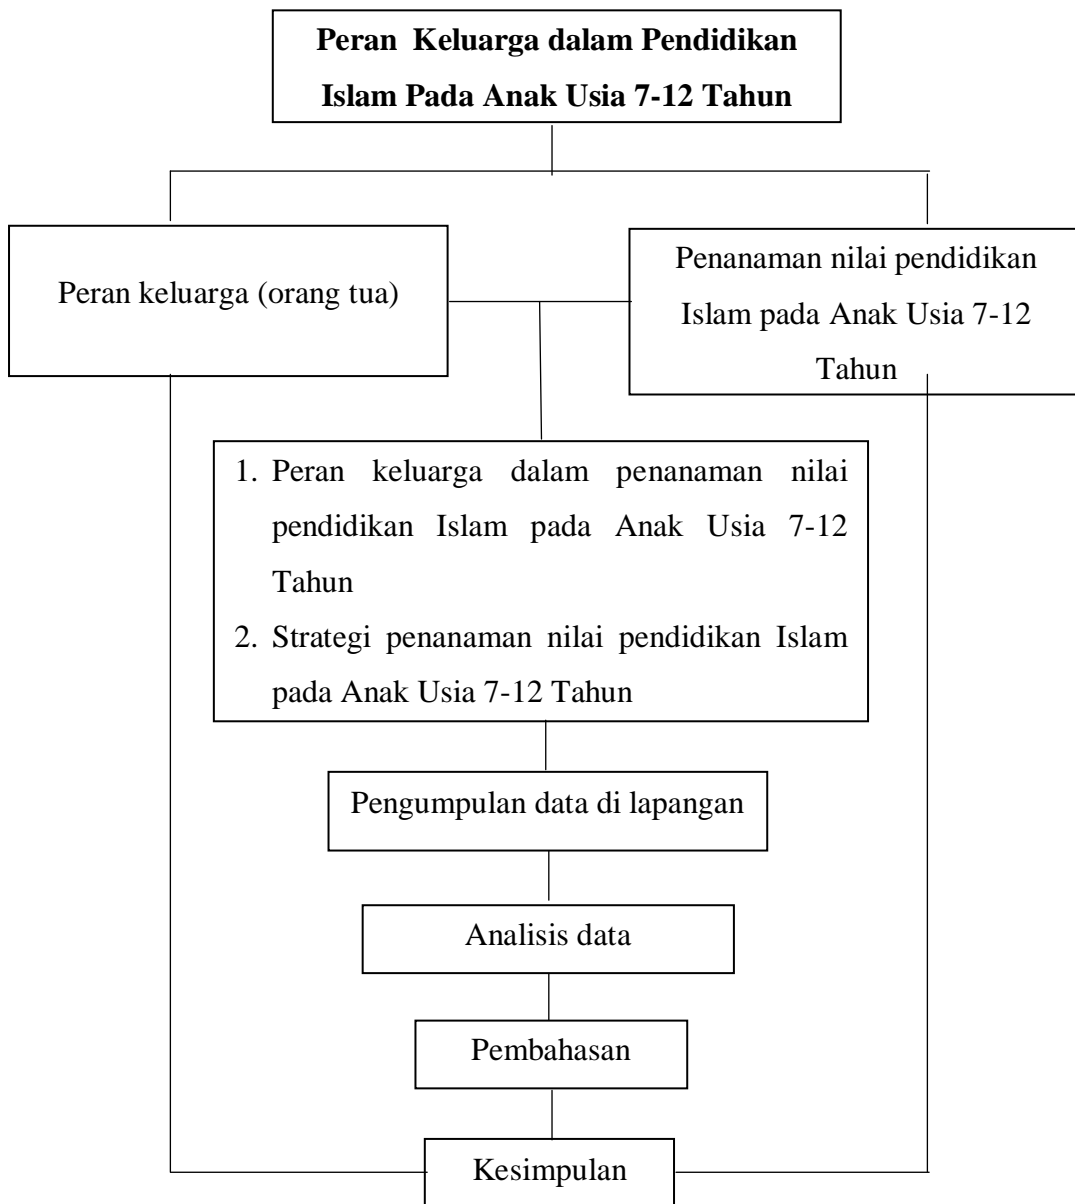 Peran Keluarga dalam Pendidikan
Islam Pada Anak Usia 7-12 Tahun
Peran keluarga (orang tua)
Penanaman nilai pendidikan
Islam pada Anak Usia 7-12
Tahun
1. Peran keluarga dalam penanaman nilai
pendidikan Islam pada Anak Usia 7-12
Tahun
2. Strategi penanaman nilai pendidikan Islam
pada Anak Usia 7-12 Tahun
Pengumpulan data di lapangan
Analisis data
Pembahasan
Kesimpulan